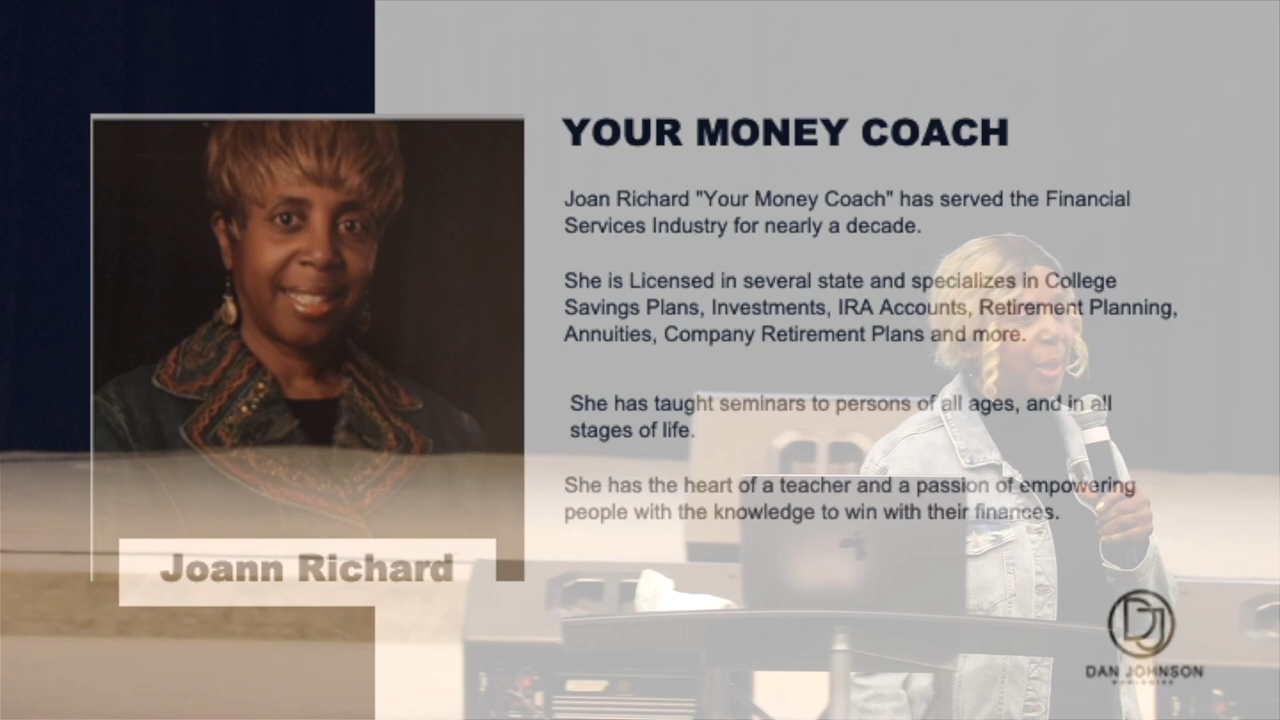 YOUR MONEY COACH
Joan Richard "Your Money Coach" has served the Financial
Services Industry for nearly a decade.
She is Licensed in several state and specializes in College
Savings Plans, Investments, IRA Accounts, Retirement Planning,
Annuities, Company Retirement Plans and more.
She has taught seminars to persons of all ages, and in all
stages of life.
She has the heart of a teacher and a passion of empowering
people with the knowledge to win with their finances.
Joann Richard
DJ
DAN JOHNSON
WORLDWIDE